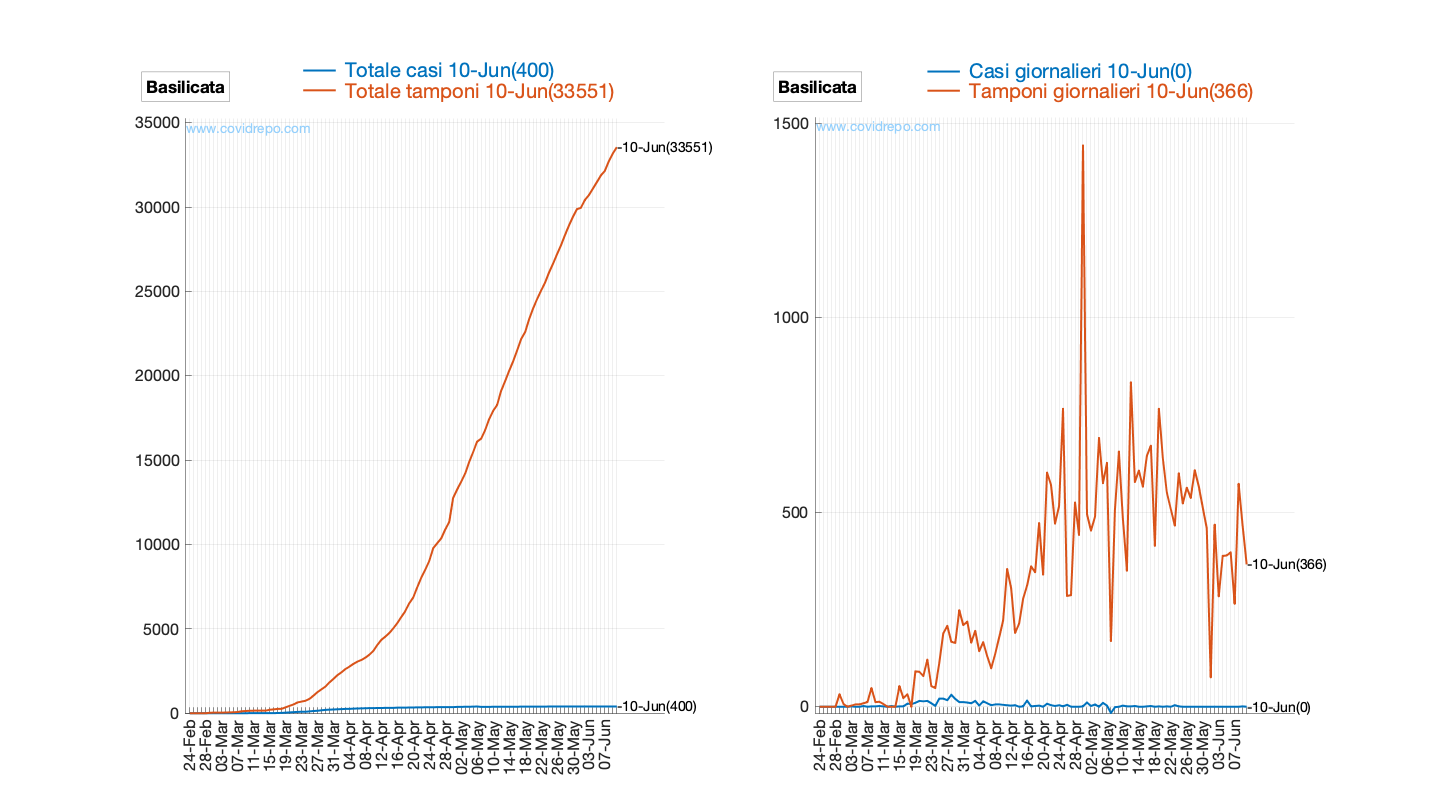 Basilicata
Totale casi 10-Jun(400)
Totale tamponi 10-Jun(33551)
www.covidrepo.com
35000
30000
25000
20000
15000
10000
5000
0
10-Jun(33551)
10-Jun(400)
24-Feb
28-Feb
03-Mar
07-Mar
11-Mar
15-Mar
19-Mar
23-Mar
27-Mar
31-Mar
04-Apr
08-Apr
12-Apr
16-Apr
20-Apr
24-Apr
28-Apr
02-May
06-May
10-May
14-May
18-May
22-May
26-May
30-May
03-Jun
07-Jun
Basilicata
Casi giornalieri 10-Jun(0)
Tamponi giornalieri 10-Jun(366)
www.covidrepo.com
1500
1000
500
0
10-Jun(366)
10-Jun(0)
24-Feb
28-Feb
03-Mar
07-Mar
11-Mar
15-Mar
19-Mar
23-Mar
27-Mar
31-Mar
04-Apr
08-Apr
12-Apr
16-Apr
20-Apr
24-Apr
28-Apr
02-May
06-May
10-May
14-May
18-May
22-May
26-May
30-May
03-Jun
07-Jun